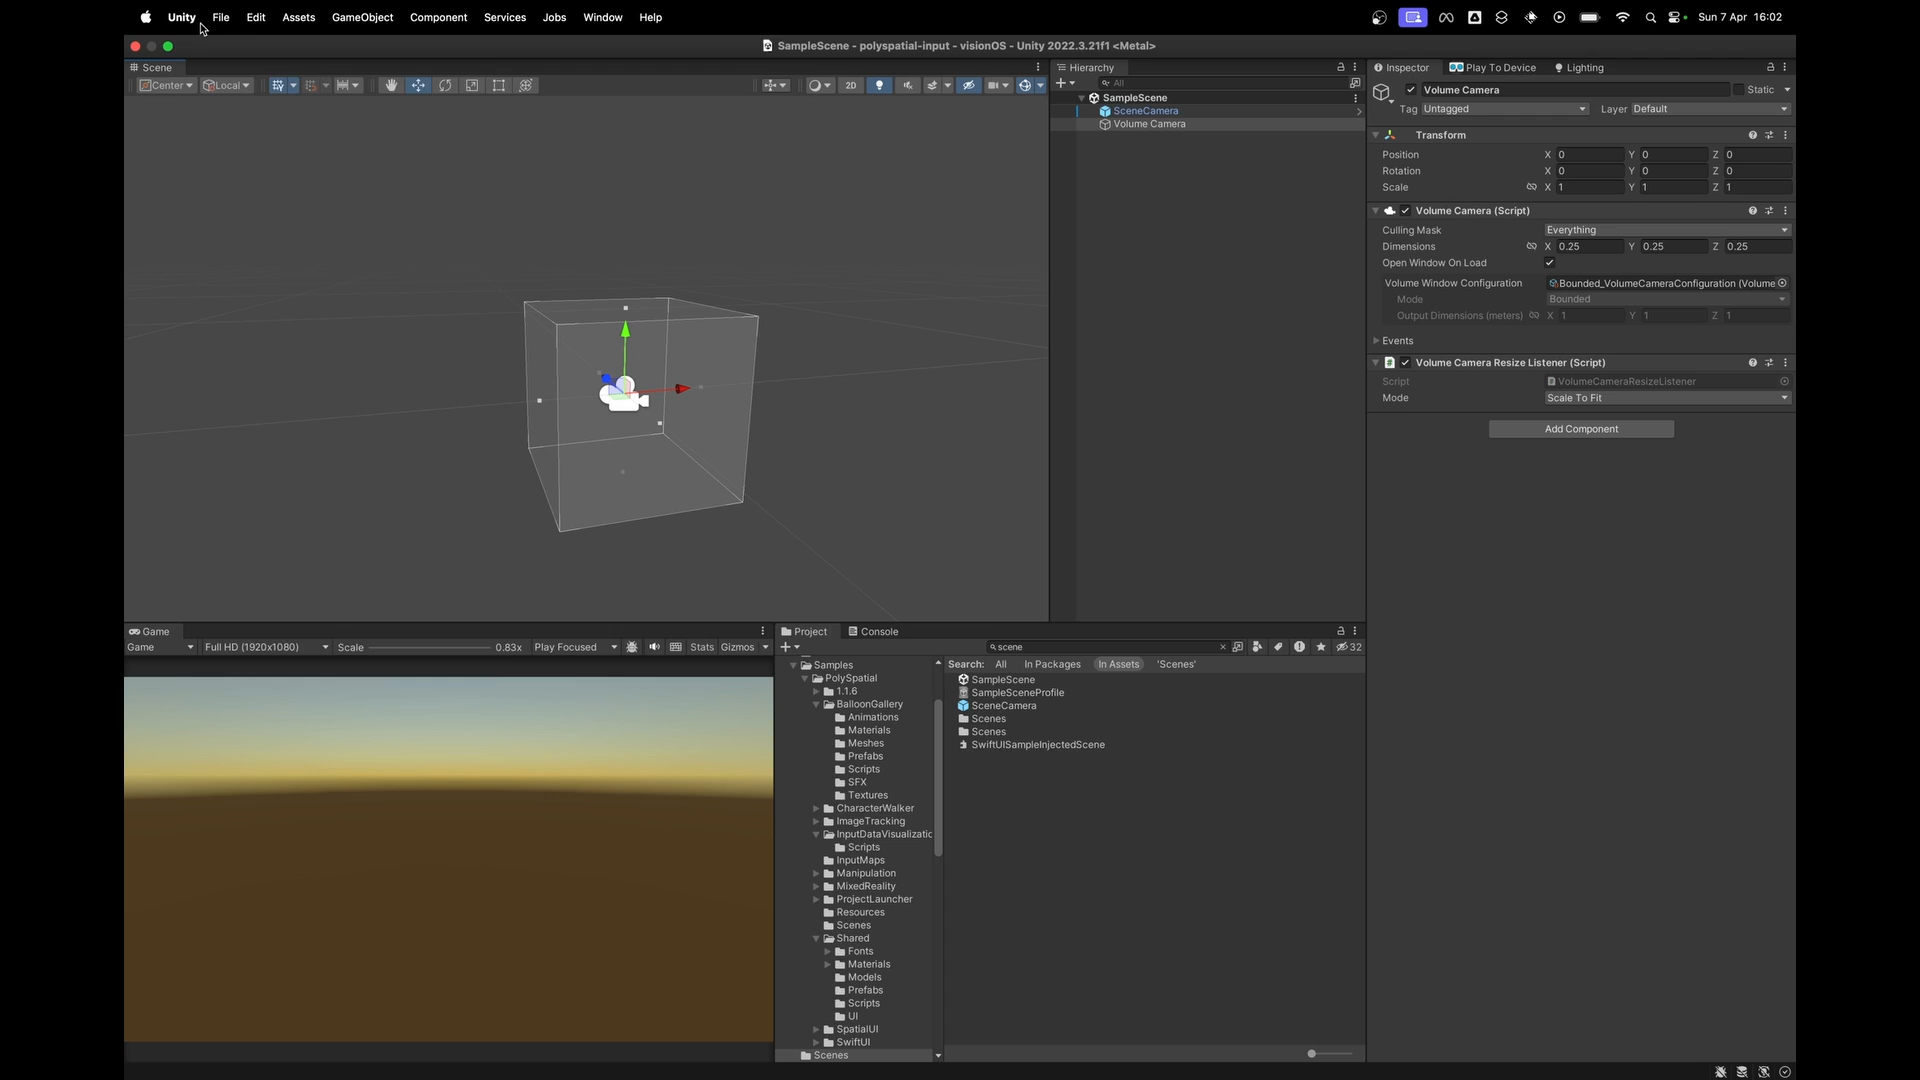 Unity File Edit Assets GameObject Component Services Jobs Window Help Sun 7 Apr 16:02
SampleScene - polyspatial-input - visionOS - Unity 2022.3.21f1 <Metal>
Scene
Center Local 2D
Hierarchy
All
SampleScene
SceneCamera
Volume Camera
Inspector Play To Device Lighting
Volume Camera Static
Tag Untagged Layer Default
Transform
Position X 0 Y 0 Z 0
Rotation X 0 Y 0 Z 0
Scale X 1 Y 1 Z 1
Volume Camera (Script)
Culling Mask Everything
Dimensions X 0.25 Y 0.25 Z 0.25
Open Window On Load
Volume Window Configuration Bounded_VolumeCameraConfiguration (Volume
Mode Bounded
Output Dimensions (meters) X 1 Y 1 Z 1
Events
Volume Camera Resize Listener (Script)
Script VolumeCameraResizeListener
Mode Scale To Fit
Add Component
Game
Game Full HD (1920x1080) Scale 0.83x Play Focused Stats Gizmos
Project Console
scene 32
Samples
PolySpatial
1.1.6
BalloonGallery
Animations
Materials
Meshes
Prefabs
Scripts
SFX
Textures
CharacterWalker
ImageTracking
InputDataVisualizatic
Scripts
InputMaps
Manipulation
MixedReality
ProjectLauncher
Resources
Scenes
Shared
Fonts
Materials
Models
Prefabs
Scripts
UI
SpatialUI
SwiftUI
Scenes
Search: All In Packages In Assets 'Scenes'
SampleScene
SampleSceneProfile
SceneCamera
Scenes
Scenes
SwiftUISampleInjectedScene